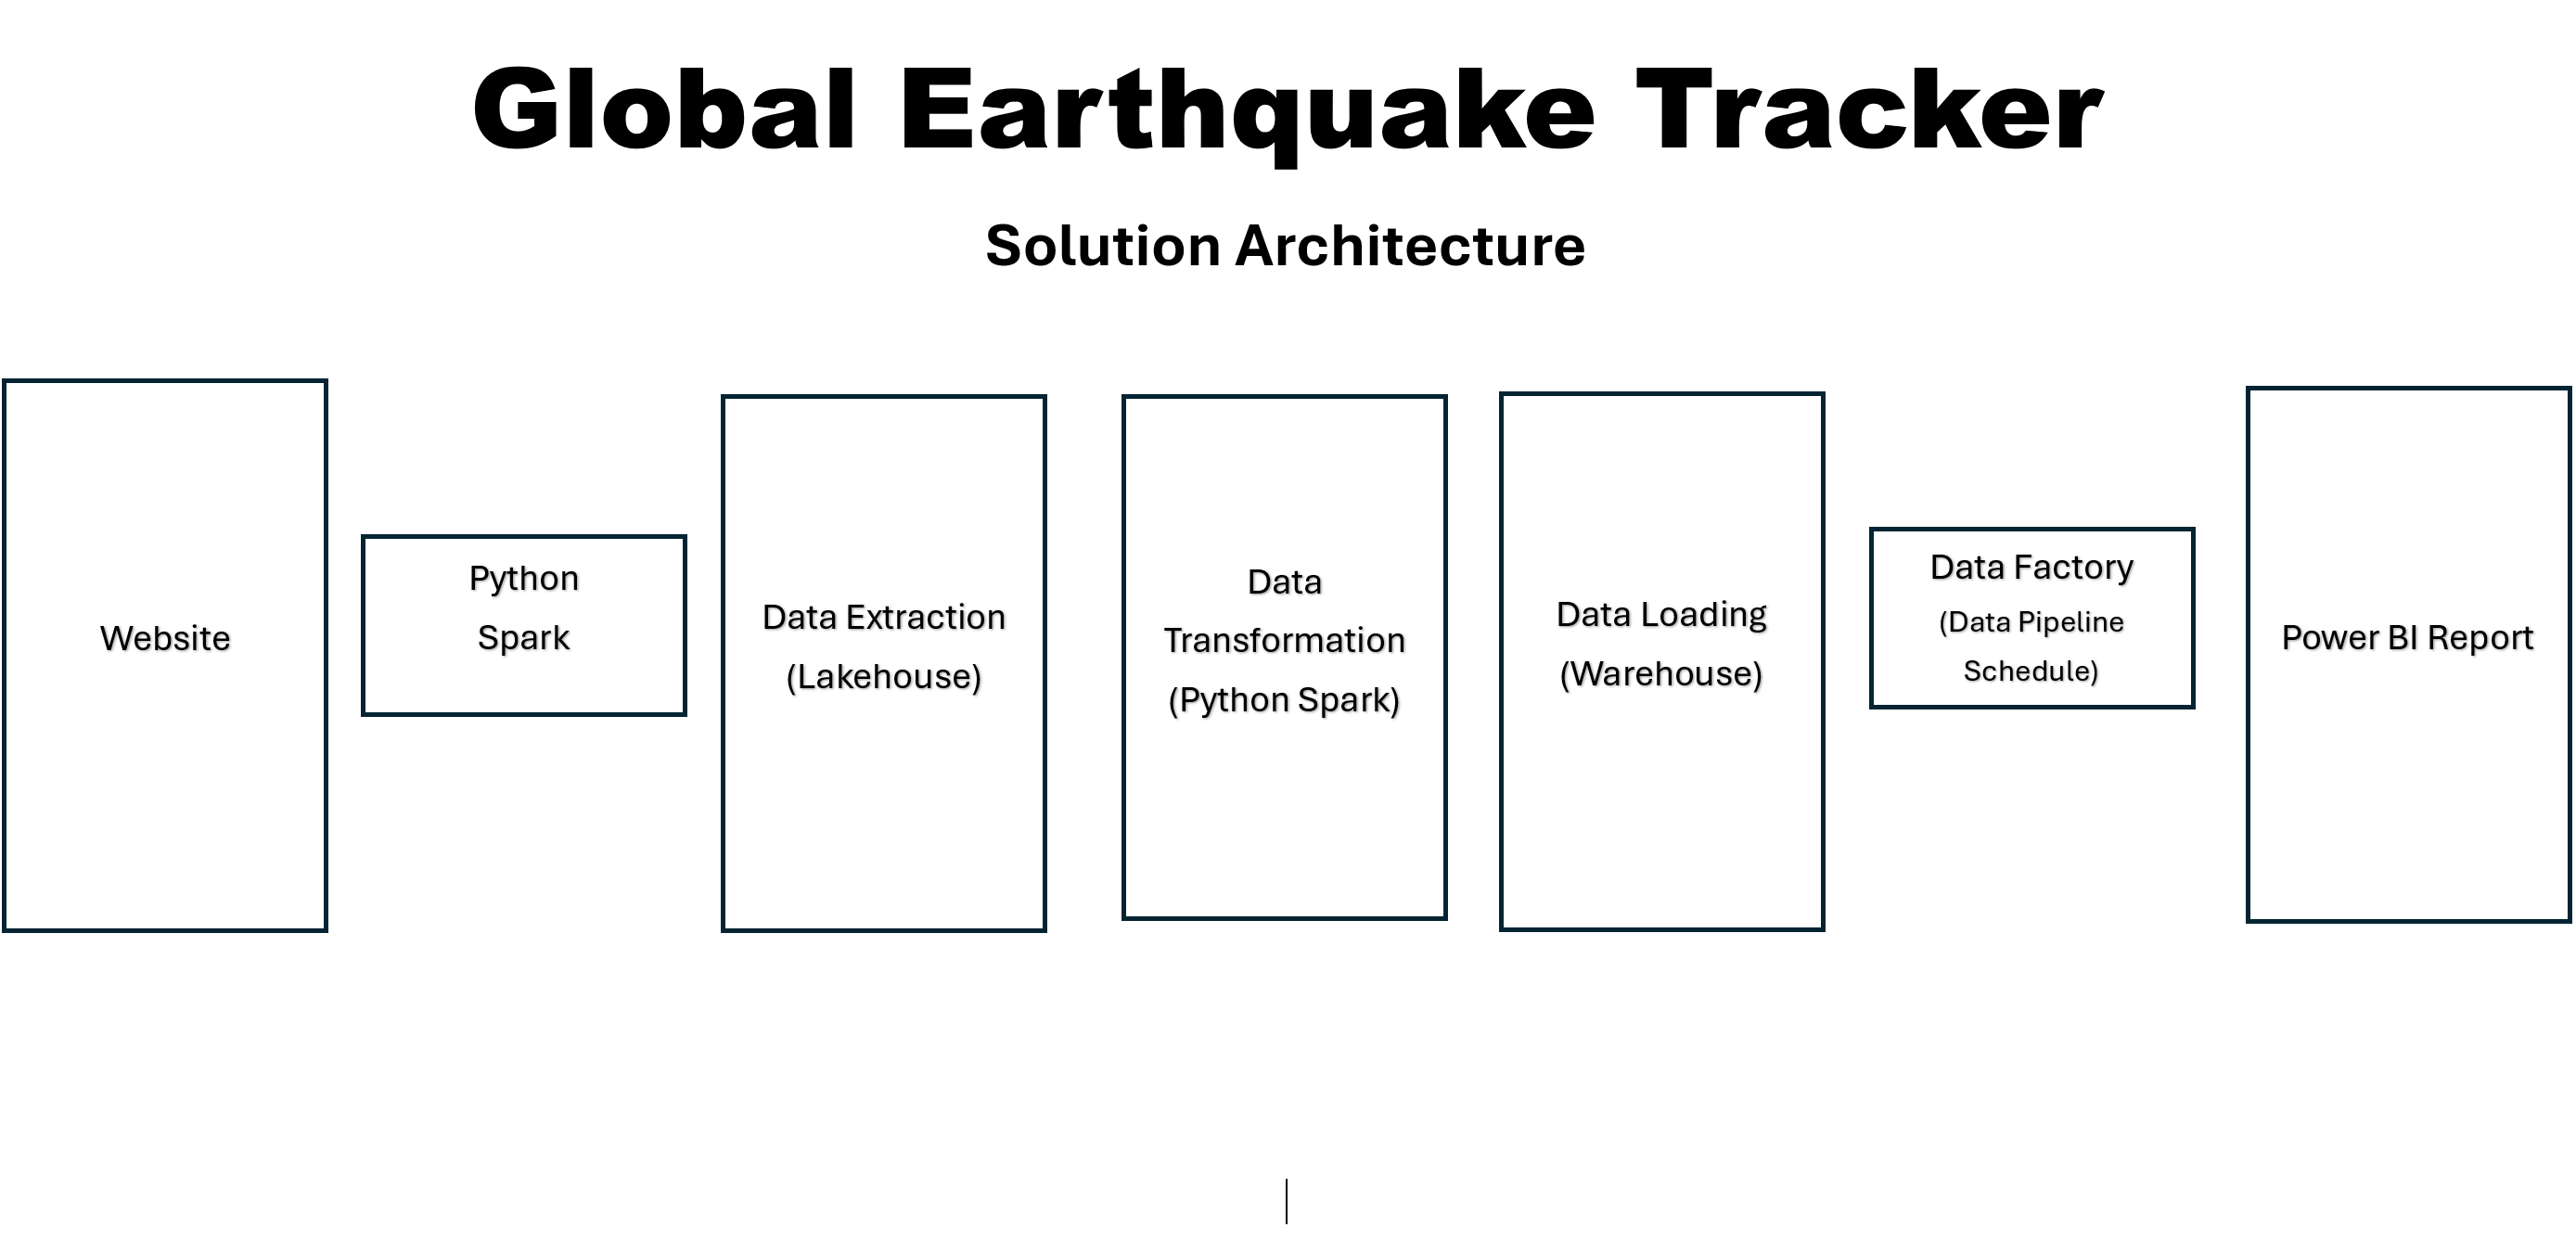 Global Earthquake Tracker
Solution Architecture
Website
Python
Spark
Data Extraction
(Lakehouse)
Data
Transformation
(Python Spark)
Data Loading
(Warehouse)
Data Factory
(Data Pipeline
Schedule)
Power BI Report